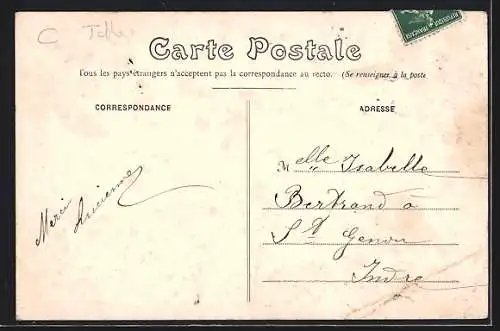 C
Carte Postale
Tous les pays étrangers n'acceptent pas la correspondance au recto. (Se renseigner à la poste
CORRESPONDANCE
ADRESSE
Merci
Lucienne
Melle Isabelle
Bertrand à
St Genou
Indre